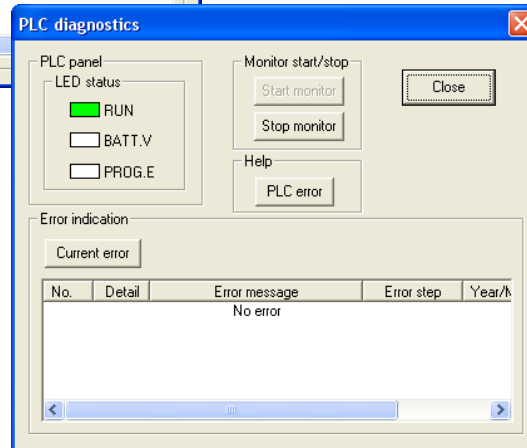 PLC diagnostics
PLC panel
LED status
RUN
BATT.V
PROG.E
Monitor start/stop
Start monitor
Stop monitor
Close
Help
PLC error
Error indication
Current error
No. Detail Error message Error step Year/M
No error